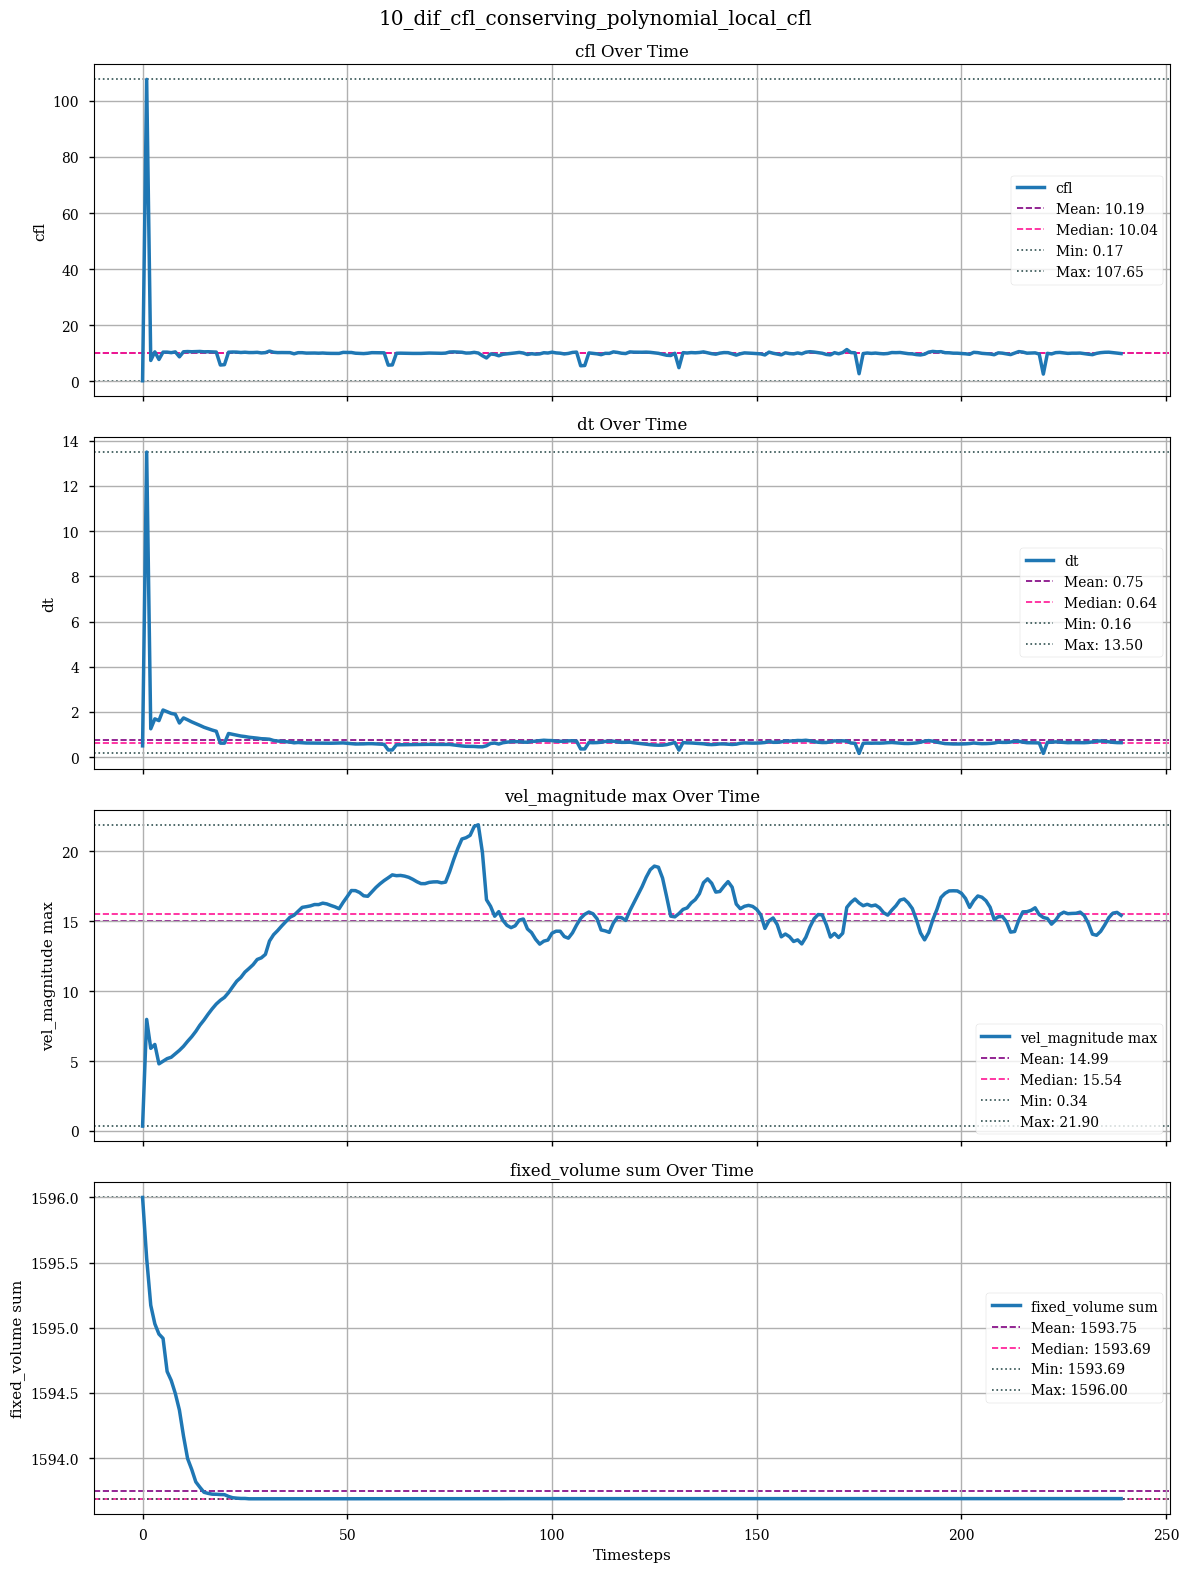 10_dif_cfl_conserving_polynomial_local_cfl
cfl Over Time
cfl
100
80
60
40
20
0
cfl
Mean: 10.19
Median: 10.04
Min: 0.17
Max: 107.65
dt Over Time
dt
14
12
10
8
6
4
2
0
dt
Mean: 0.75
Median: 0.64
Min: 0.16
Max: 13.50
vel_magnitude max Over Time
vel_magnitude max
20
15
10
5
0
vel_magnitude max
Mean: 14.99
Median: 15.54
Min: 0.34
Max: 21.90
fixed_volume sum Over Time
fixed_volume sum
1596.0
1595.5
1595.0
1594.5
1594.0
fixed_volume sum
Mean: 1593.75
Median: 1593.69
Min: 1593.69
Max: 1596.00
0 50 100 150 200 250
Timesteps